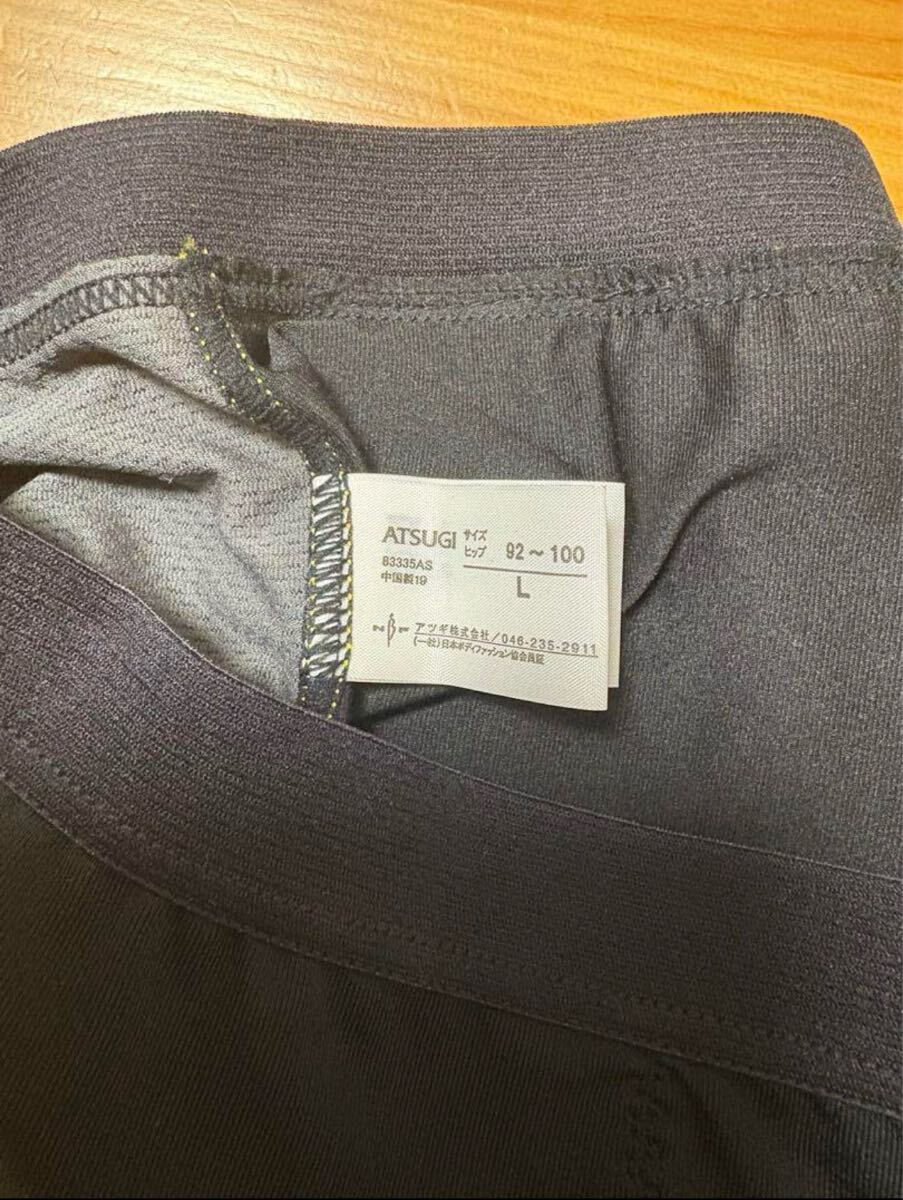 ATSUGI サイズ ヒップ 92～100
83335AS
中国製19
L
NBF アツギ株式会社/046-235-2911
(一社)日本ボディファッション協会員証